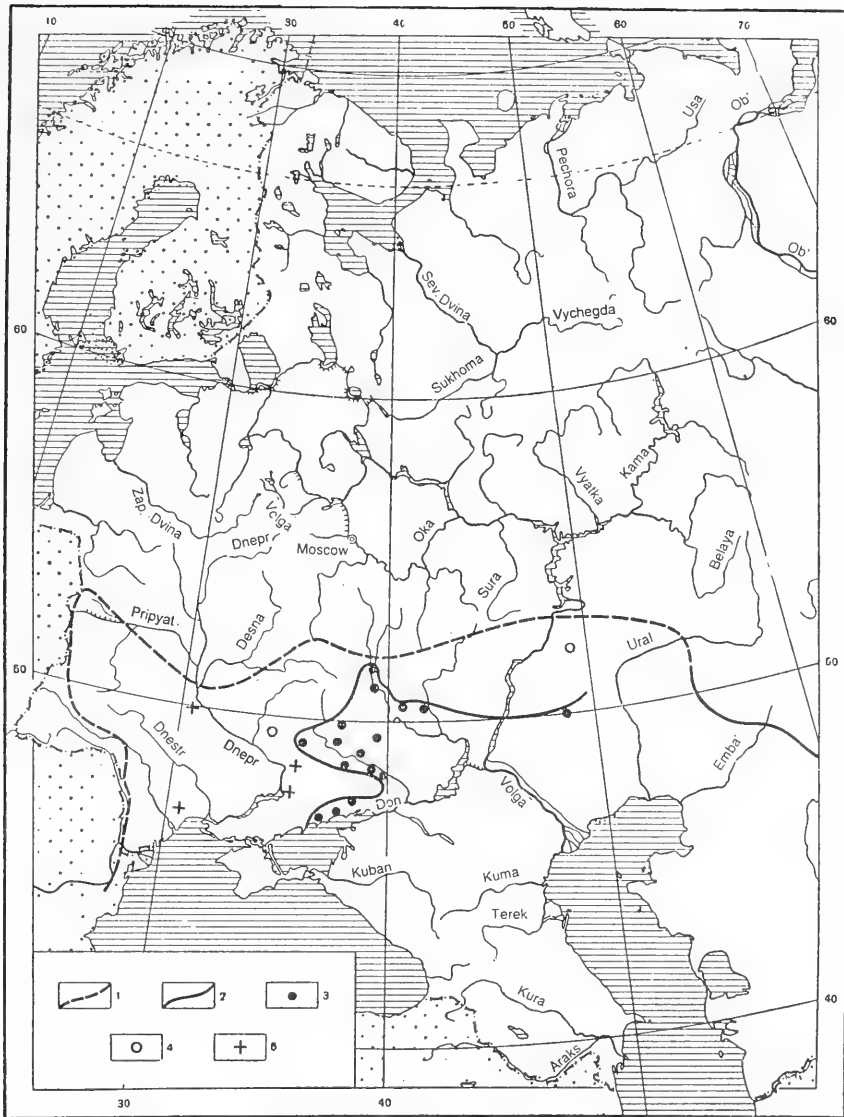 10 30 40 50 60 70
Usa
Ob'
Pechora
Ob'
Sev. Dvina
Vychegda
60 60
Sukhoma
Kama
Vyatka
Zap. Dvina
Volga
Oka
Dnepr
Belaya
Moscow
Sura
Pripyat
Desna
Ural
50 50
Dnestr
Dnepr
Emba'
Don
Volga
Kuban
Kuma
Terek
Kura
40
Araks
1 2 3
4 5
30 40